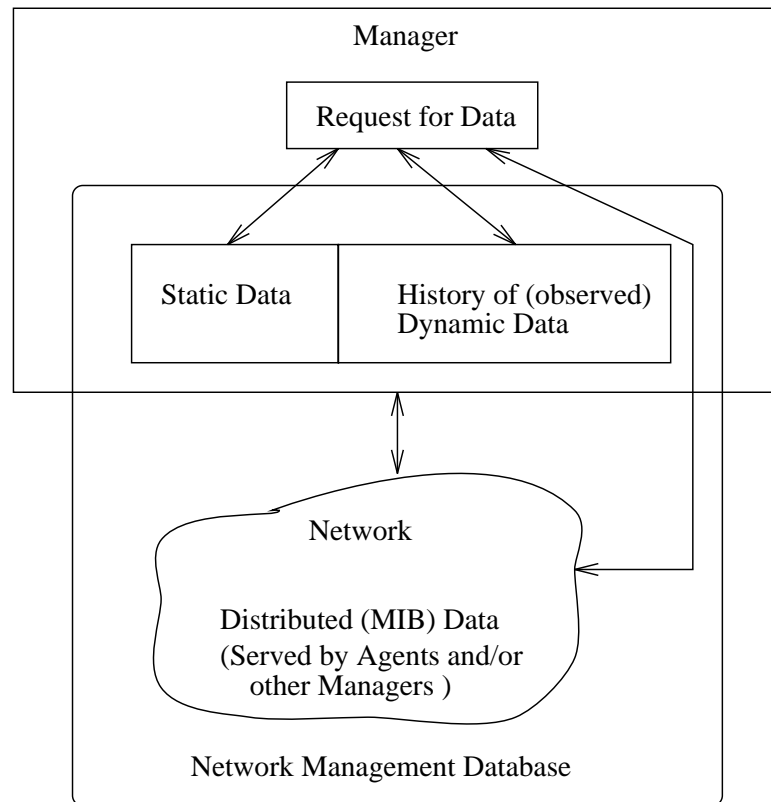 Manager
Request for Data
Static Data
History of (observed)
Dynamic Data
Network
Distributed (MIB) Data
(Served by Agents and/or
other Managers )
Network Management Database